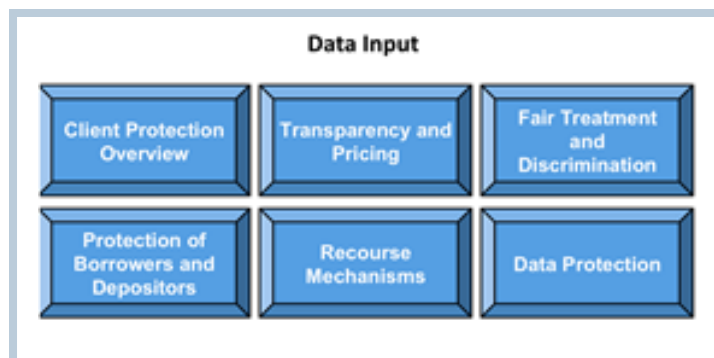 Data Input
Client Protection
Overview
Transparency and
Pricing
Fair Treatment
and
Discrimination
Protection of
Borrowers and
Depositors
Recourse
Mechanisms
Data Protection